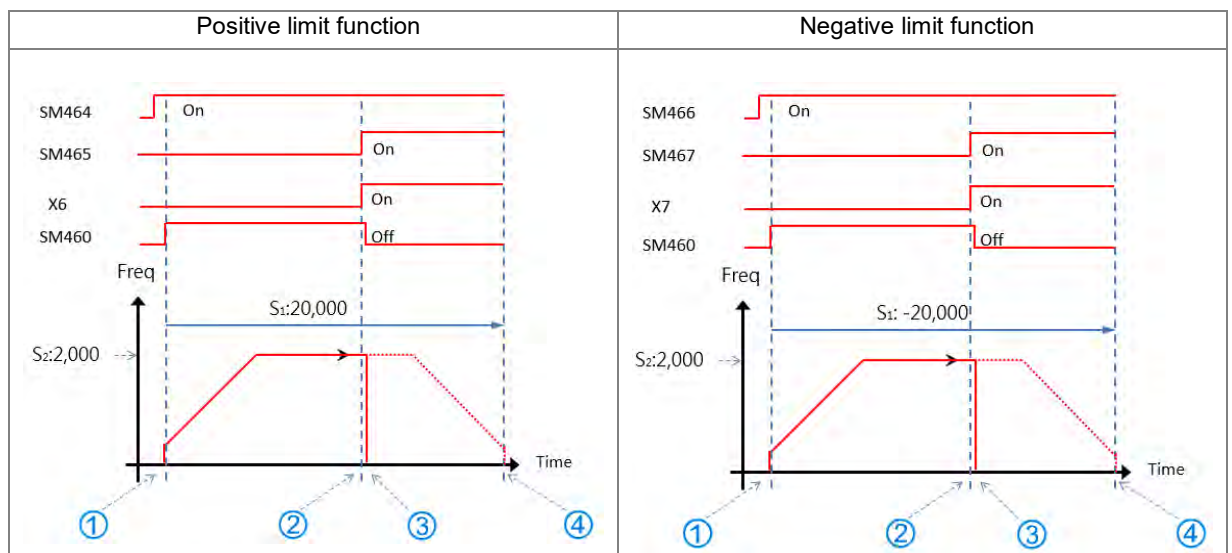 Positive limit function
Negative limit function
SM464
On
SM465
On
X6
On
SM460
Off
Freq
S1:20,000
S2:2,000
Time
1
2
3
4
SM466
On
SM467
On
X7
On
SM460
Off
Freq
S1: -20,000
S2:2,000
Time
1
2
3
4